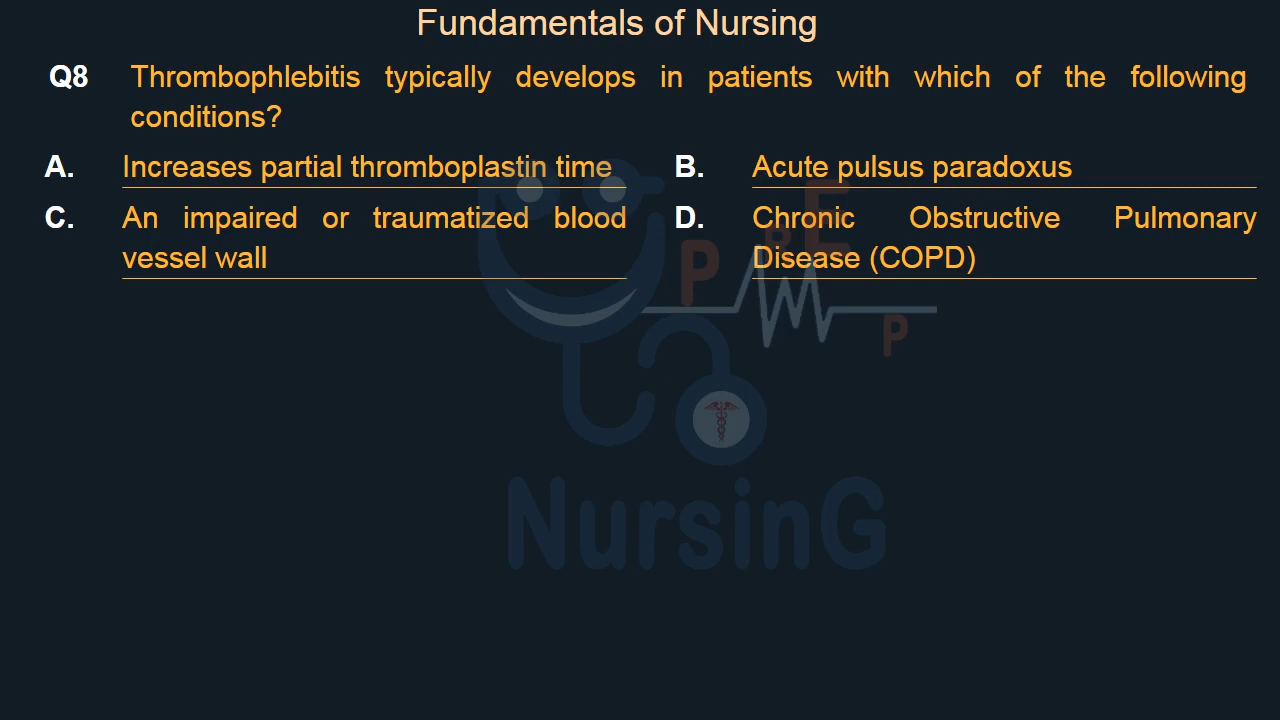 Fundamentals of Nursing
Q8 Thrombophlebitis typically develops in patients with which of the following
conditions?
A. Increases partial thromboplastin time B. Acute pulsus paradoxus
C. An impaired or traumatized blood D. Chronic Obstructive Pulmonary
vessel wall Disease (COPD)
P R E P
NursinG